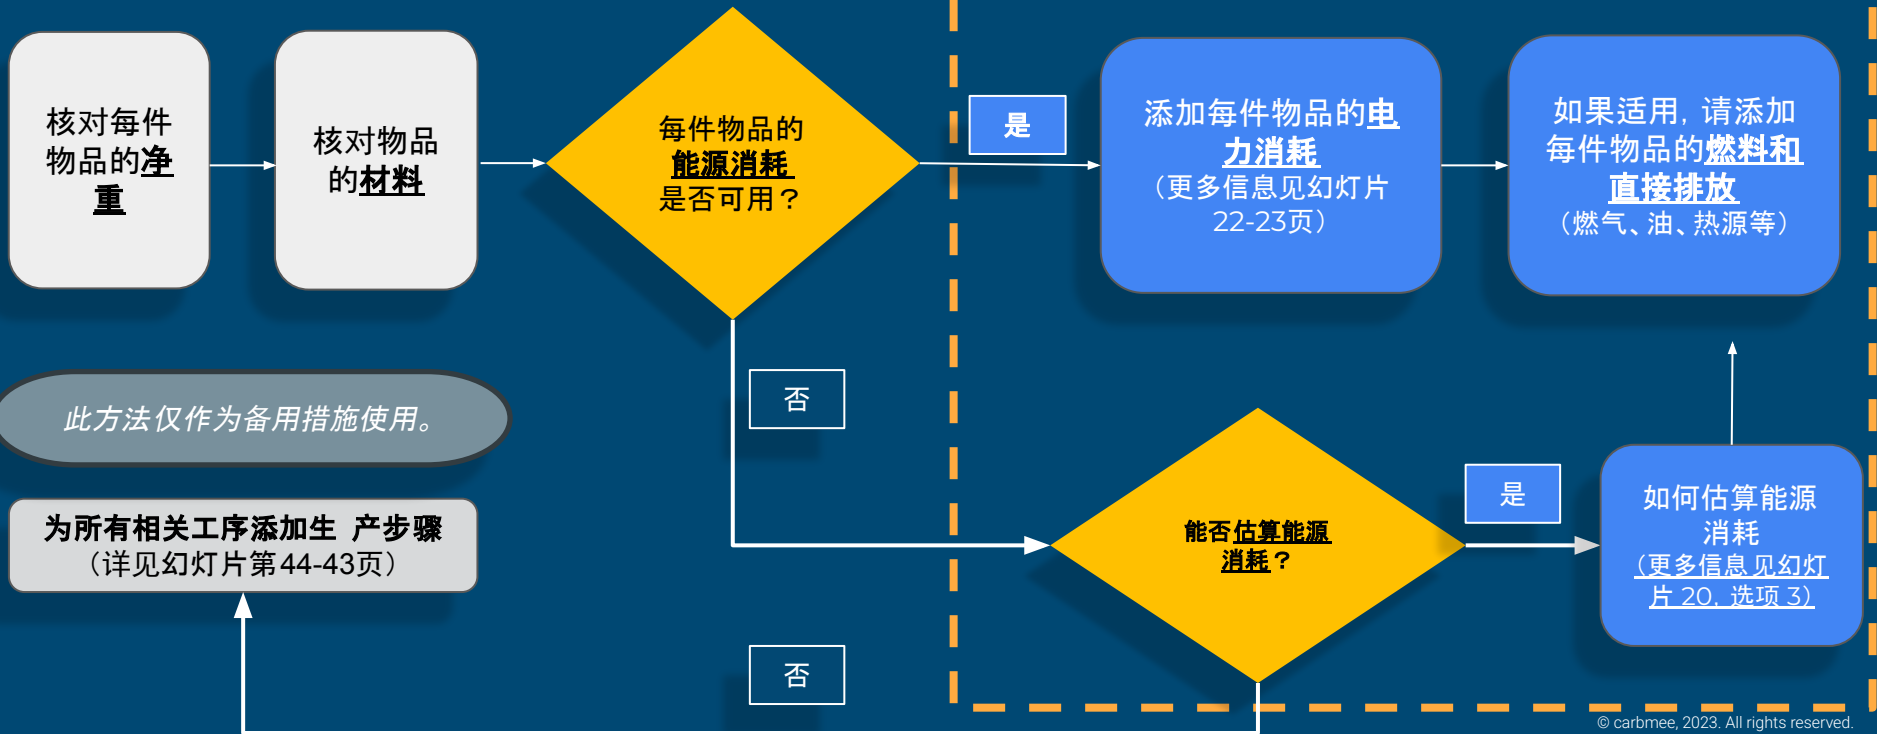 核对每件
物品的净
重
核对物品
的材料
每件物品的
能源消耗
是否可用？
是
添加每件物品的电
力消耗
（更多信息见幻灯片
22-23页）
如果适用，请添加
每件物品的燃料和
直接排放
（燃气、油、热源等）
否
此方法仅作为备用措施使用。
为所有相关工序添加生 产步骤
（详见幻灯片第44-43页）
能否估算能源
消耗？
是
如何估算能源
消耗
（更多信息见幻灯
片 20，选项 3）
否
© carbmee, 2023. All rights reserved.